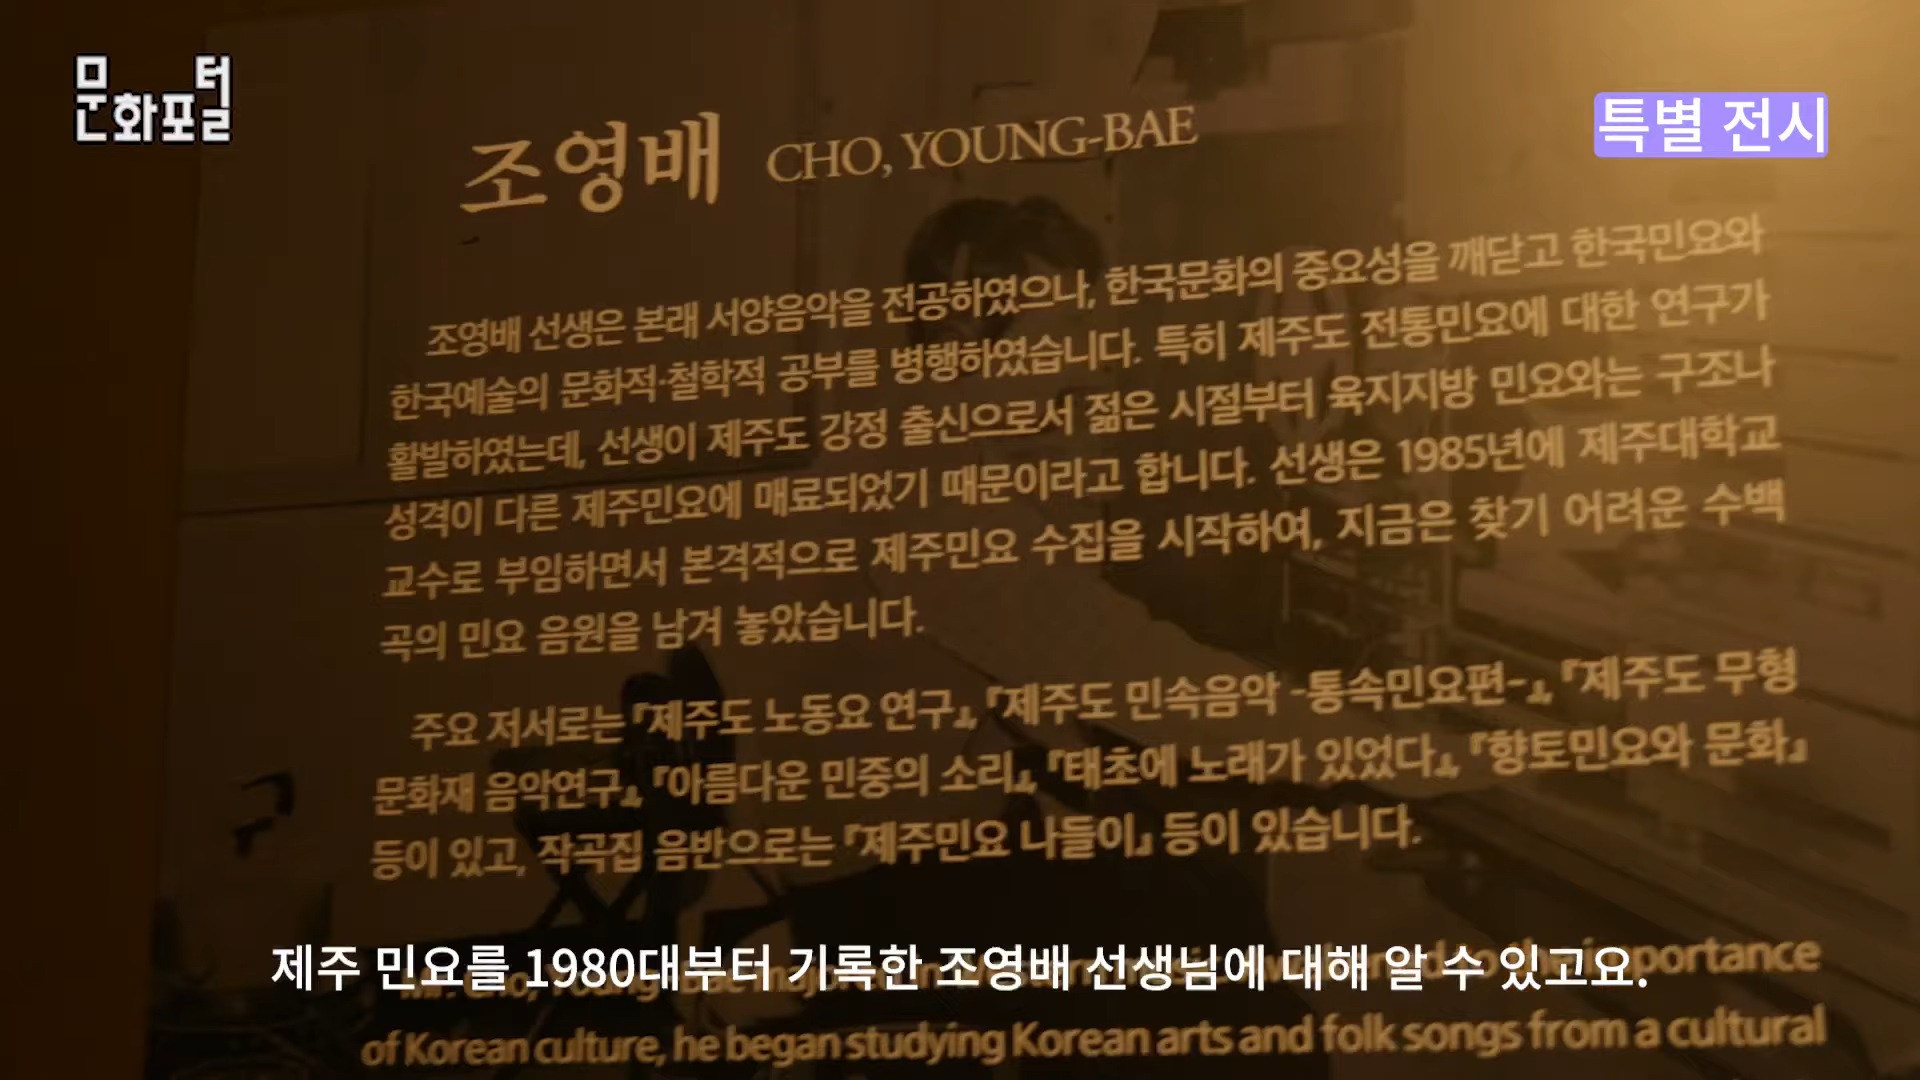 문화포털
특별 전시
조영배 CHO, YOUNG-BAE
조영배 선생은 본래 서양음악을 전공하였으나, 한국문화의 중요성을 깨닫고 한국민요와
한국예술의 문화적·철학적 공부를 병행하였습니다. 특히 제주도 전통민요에 대한 연구가
활발하였는데, 선생이 제주도 강정 출신으로서 젊은 시절부터 육지지방 민요와는 구조나
성격이 다른 제주민요에 매료되었기 때문이라고 합니다. 선생은 1985년에 제주대학교
교수로 부임하면서 본격적으로 제주민요 수집을 시작하여, 지금은 찾기 어려운 수백
곡의 민요 음원을 남겨 놓았습니다.
주요 저서로는 『제주도 노동요 연구』, 『제주도 민속음악 -통속민요편-』, 『제주도 무형
문화재 음악연구』, 『아름다운 민중의 소리』, 『태초에 노래가 있었다』, 『향토민요와 문화』
등이 있고, 작곡집 음반으로는 『제주민요 나들이』 등이 있습니다.
제주 민요를 1980대부터 기록한 조영배 선생님에 대해 알 수 있고요.
importance
of Korean culture, he began studying Korean arts and folk songs from a cultural